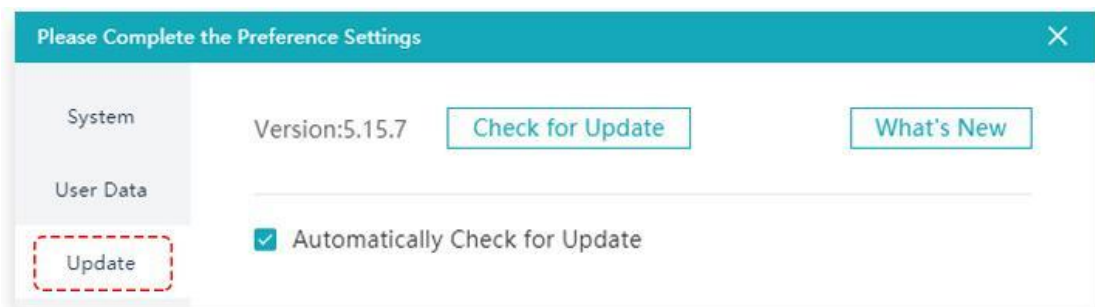 Please Complete the Preference Settings
System
Version:5.15.7 Check for Update What's New
User Data
Automatically Check for Update
Update